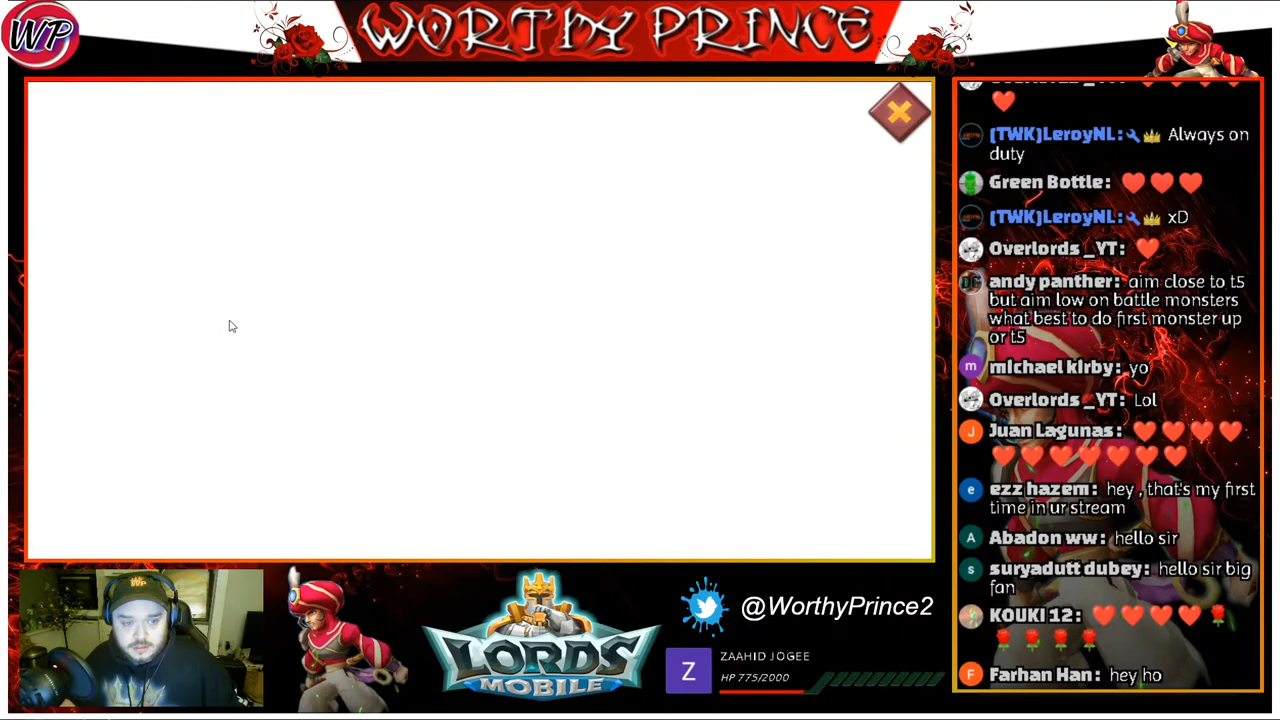 WP
WORTHY PRINCE
[TWK]LeroyNL: Always on
duty
Green Bottle:
[TWK]LeroyNL: xD
Overlords_YT:
andy panther: aim close to t5
but aim low on battle monsters
what best to do first monster up
or t5
m michael kirby: yo
Overlords_YT: Lol
J Juan Lagunas:
e ezz hazem: hey , that's my first
time in ur stream
A Abadon ww: hello sir
s suryadutt dubey: hello sir big
fan
KOUKI 12:
F Farhan Han: hey ho
LORDS
MOBILE
@WorthyPrince2
Z
ZAAHID JOGEE
HP 775/2000